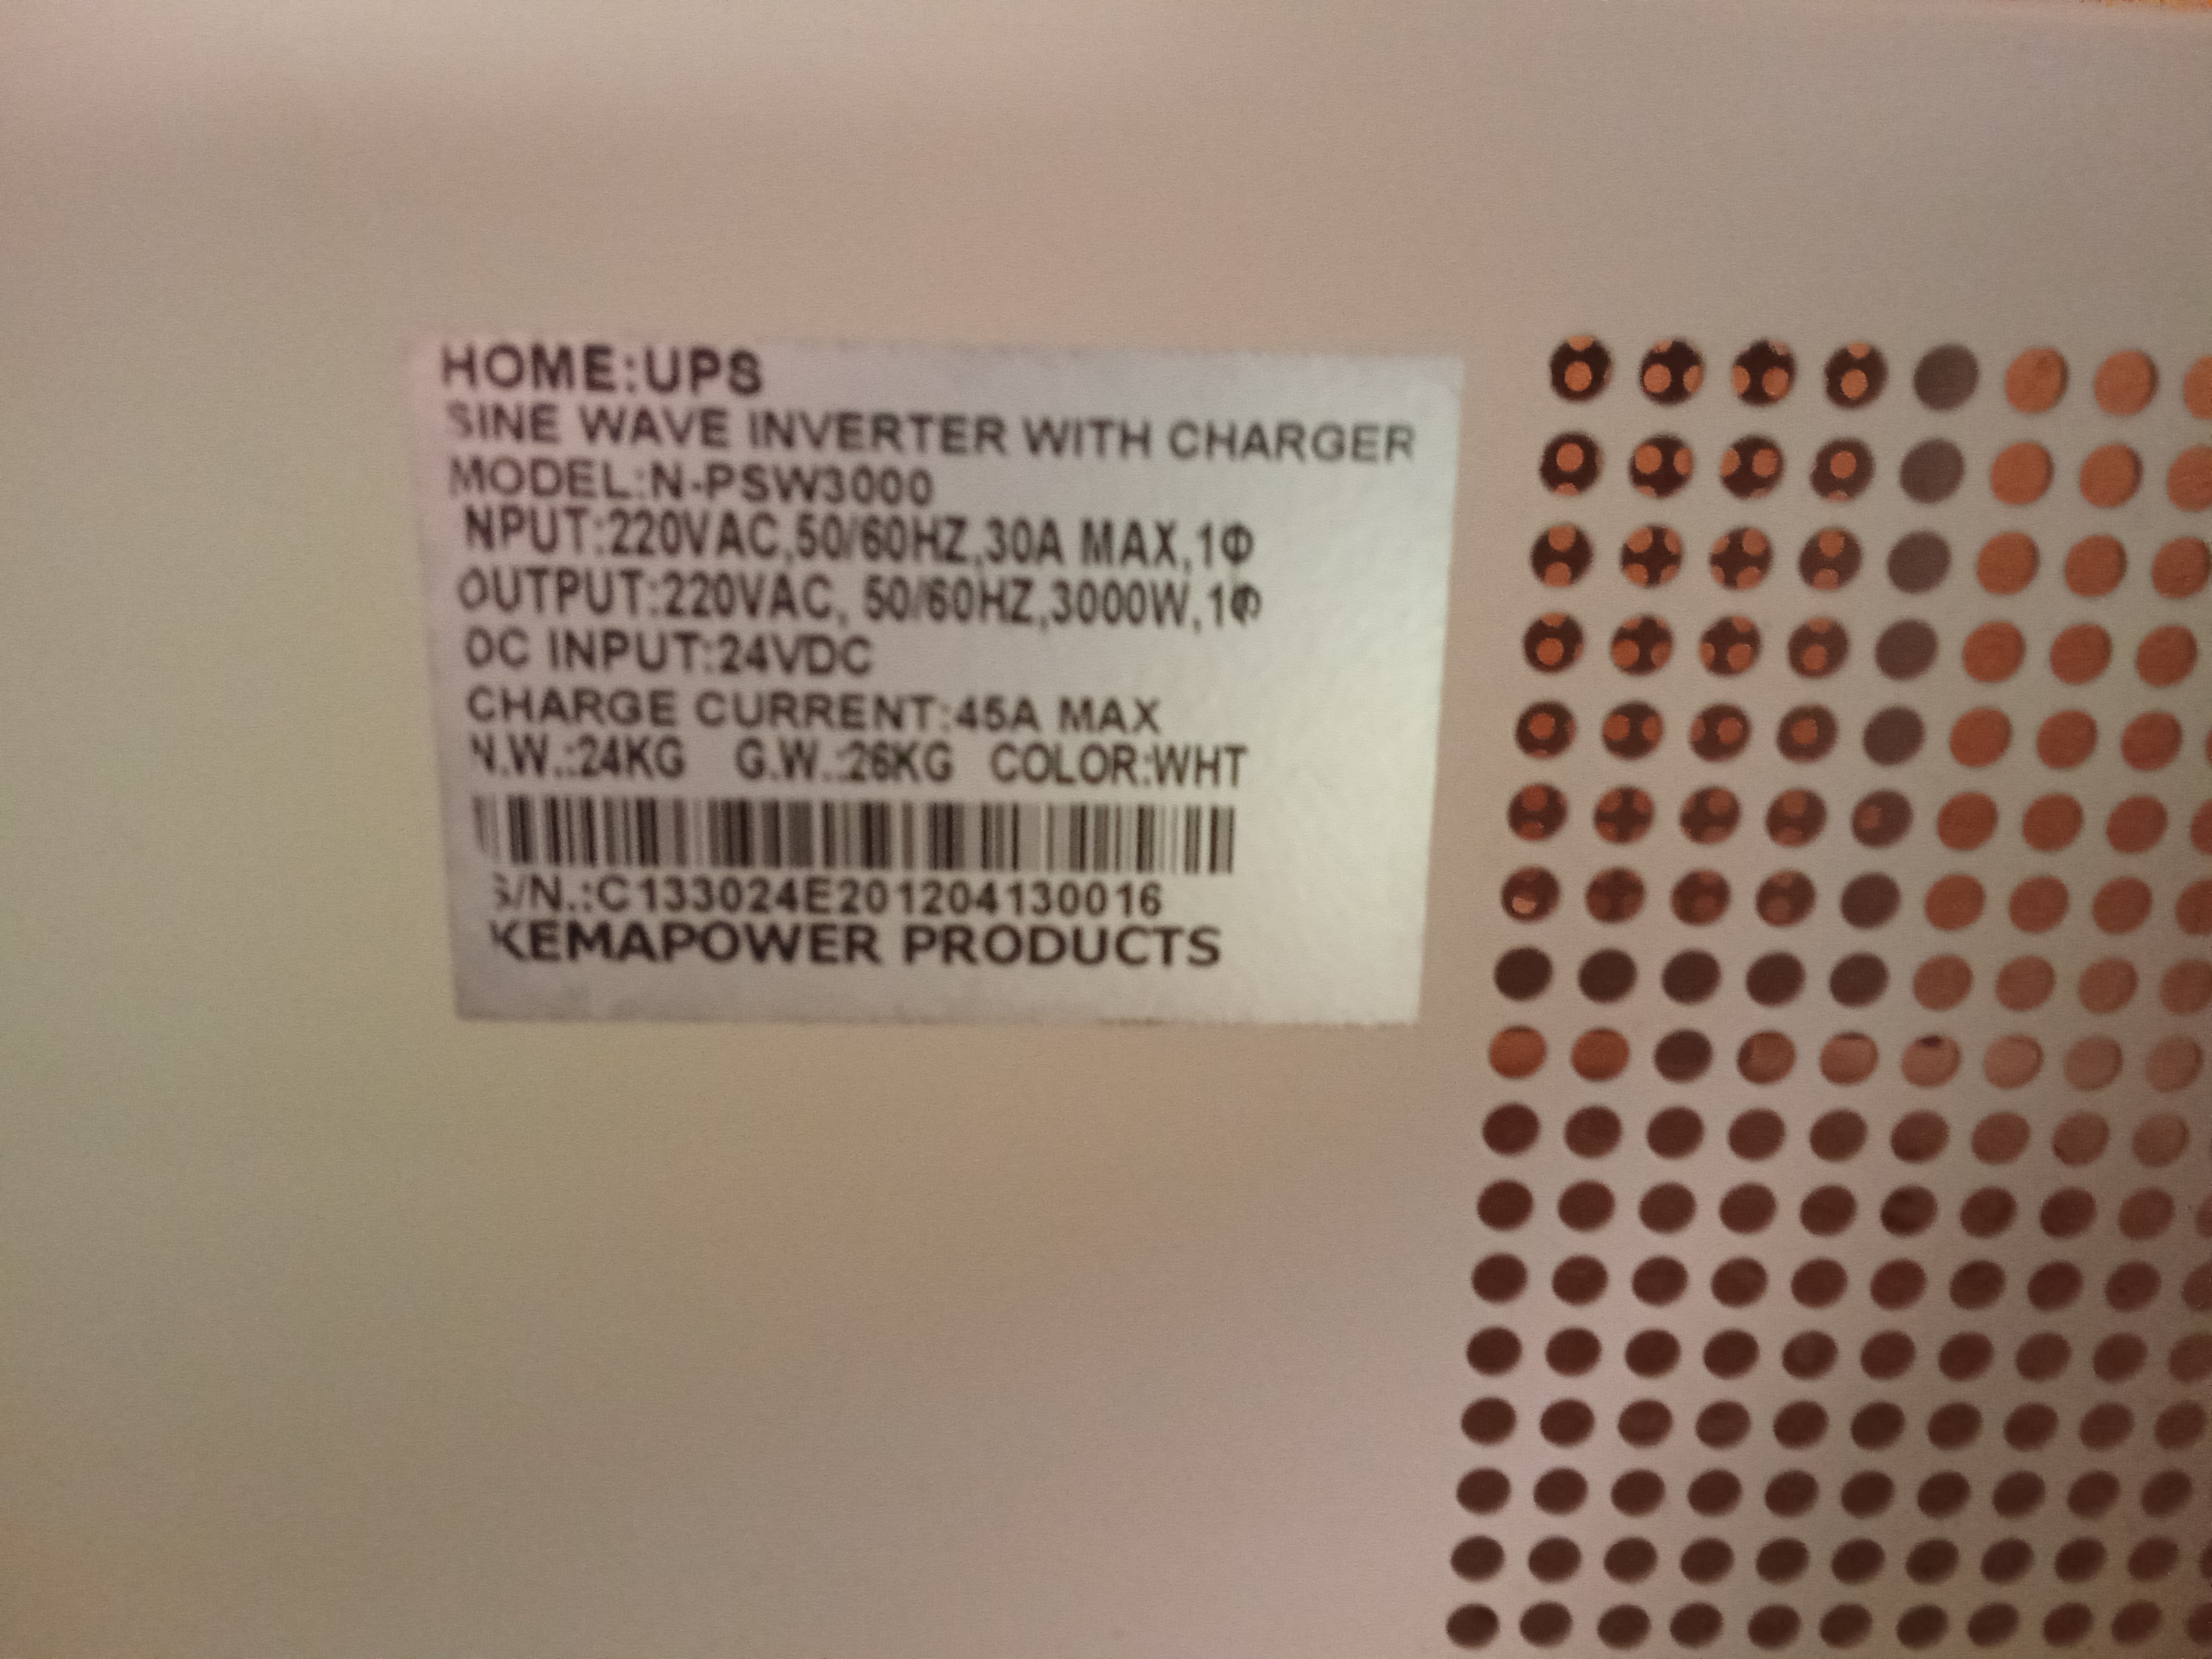 HOME:UPS
SINE WAVE INVERTER WITH CHARGER
MODEL:N-PSW3000
NPUT:220VAC,50/60HZ,30A MAX,1Φ
OUTPUT:220VAC, 50/60HZ,3000W,1Φ
DC INPUT:24VDC
CHARGE CURRENT:45A MAX
N.W.:24KG G.W.:26KG COLOR:WHT
S/N.:C133024E201204130016
KEMAPOWER PRODUCTS